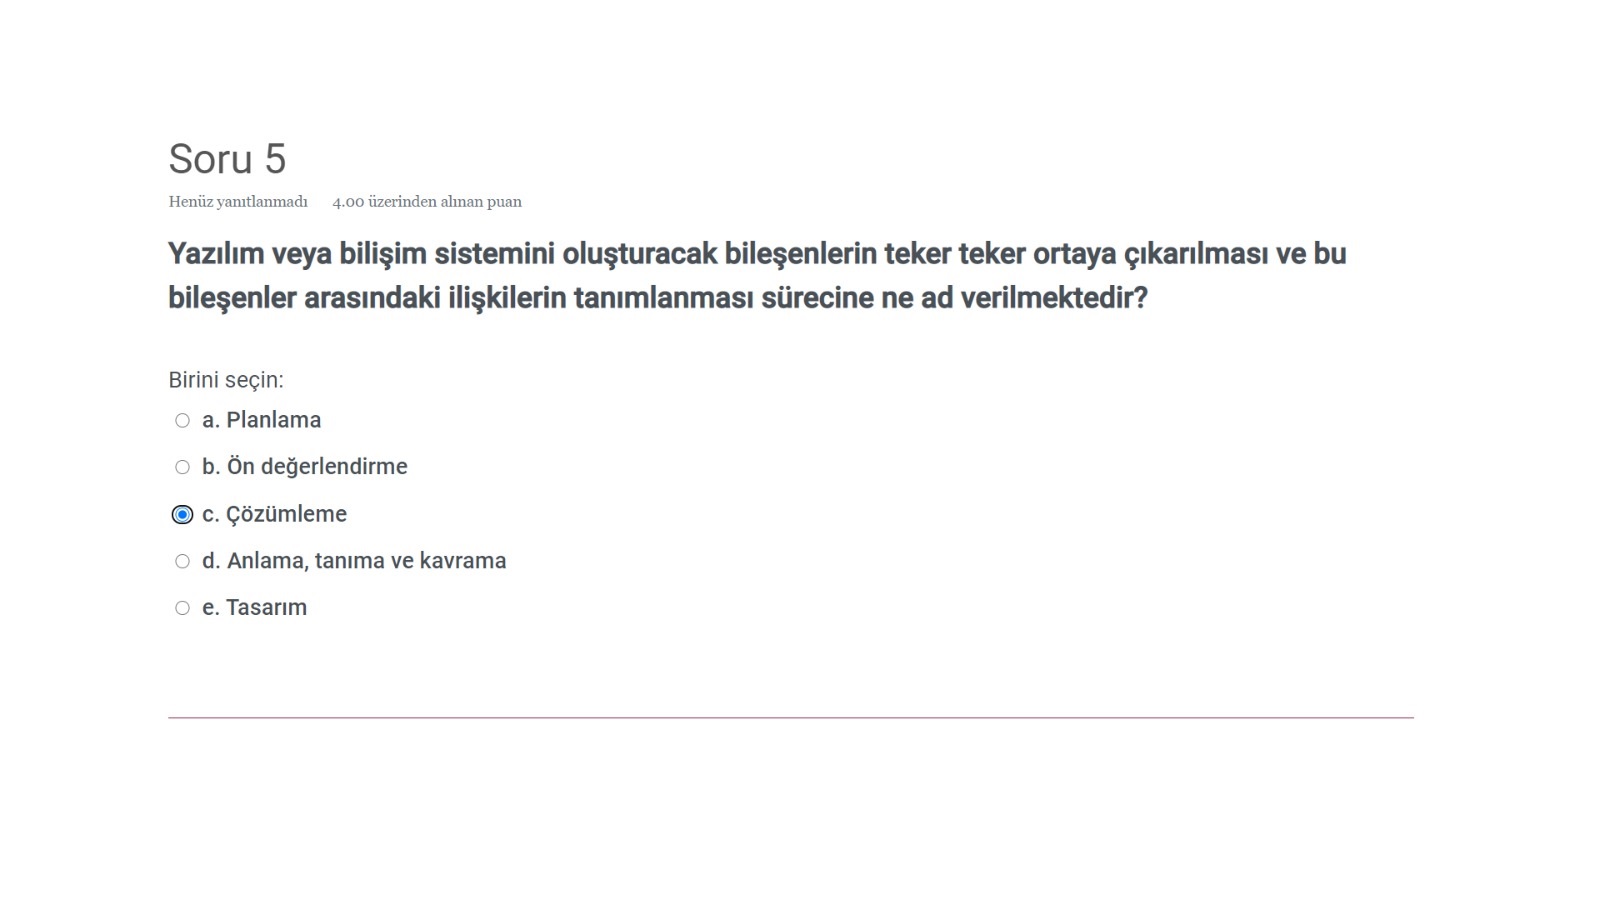 Soru 5
Henüz yanıtlanmadı 4.00 üzerinden alınan puan
Yazılım veya bilişim sistemini oluşturacak bileşenlerin teker teker ortaya çıkarılması ve bu
bileşenler arasındaki ilişkilerin tanımlanması sürecine ne ad verilmektedir?
Birini seçin:
a. Planlama
b. Ön değerlendirme
c. Çözümleme
d. Anlama, tanıma ve kavrama
e. Tasarım